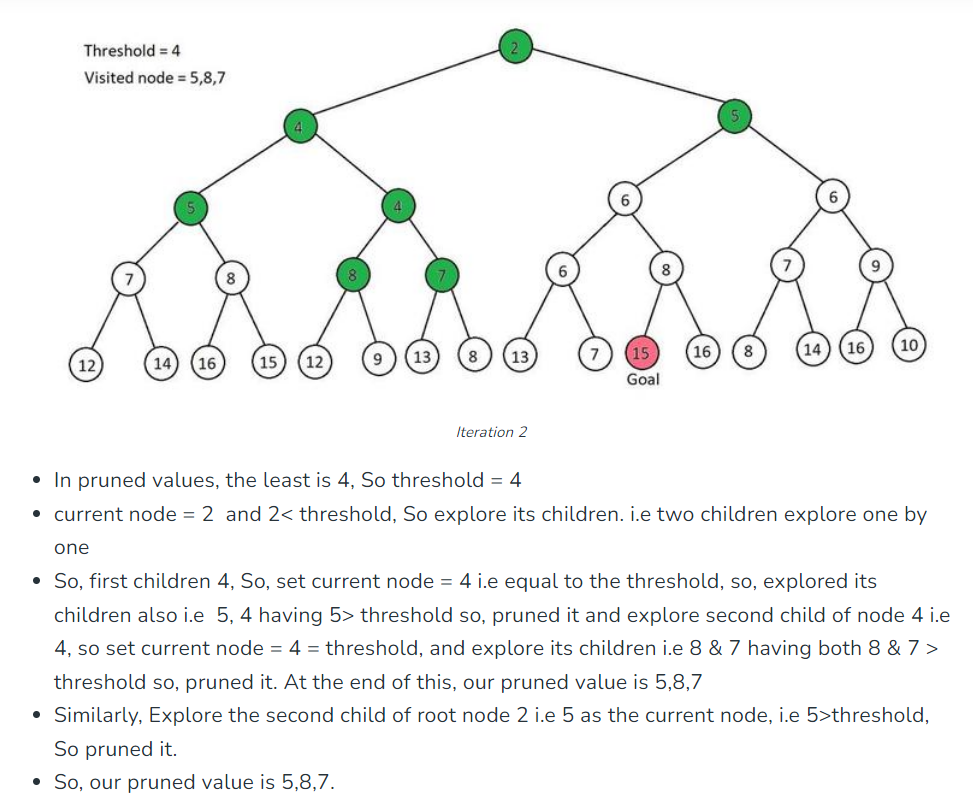 Threshold = 4
Visited node = 5,8,7
2
4
5
5
4
6
6
7
8
8
7
6
8
7
9
12
14
16
15
12
9
13
8
13
7
15
16
8
14
16
10
Goal
Iteration 2
• In pruned values, the least is 4, So threshold = 4
• current node = 2 and 2< threshold, So explore its children. i.e two children explore one by
one
• So, first children 4, So, set current node = 4 i.e equal to the threshold, so, explored its
children also i.e 5, 4 having 5> threshold so, pruned it and explore second child of node 4 i.e
4, so set current node = 4 = threshold, and explore its children i.e 8 & 7 having both 8 & 7 >
threshold so, pruned it. At the end of this, our pruned value is 5,8,7
• Similarly, Explore the second child of root node 2 i.e 5 as the current node, i.e 5>threshold,
So pruned it.
• So, our pruned value is 5,8,7.